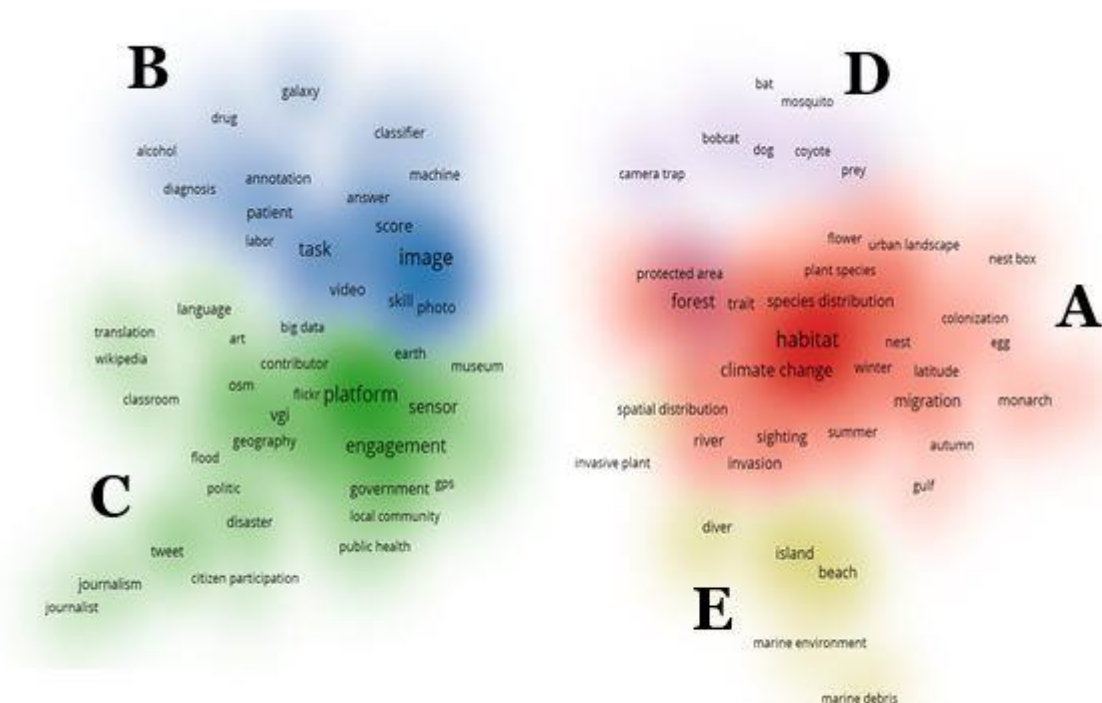 B
galaxy
drug
classifier
alcohol
machine
annotation
diagnosis
answer
patient
score
labor
task
image
video
skill
photo
language
big data
translation
art
wikipedia
earth
contributor
museum
osm
flickr
platform
classroom
sensor
vgi
geography
engagement
flood
C
politic
government
gps
disaster
local community
tweet
public health
citizen participation
journalism
journalist
D
bat
mosquito
bobcat
dog
coyote
camera trap
prey
flower
urban landscape
nest box
protected area
plant species
forest
trait
species distribution
A
colonization
habitat
nest
egg
climate change
winter
latitude
migration
monarch
spatial distribution
river
sighting
summer
autumn
invasive plant
invasion
gulf
diver
island
beach
E
marine environment
marine debris